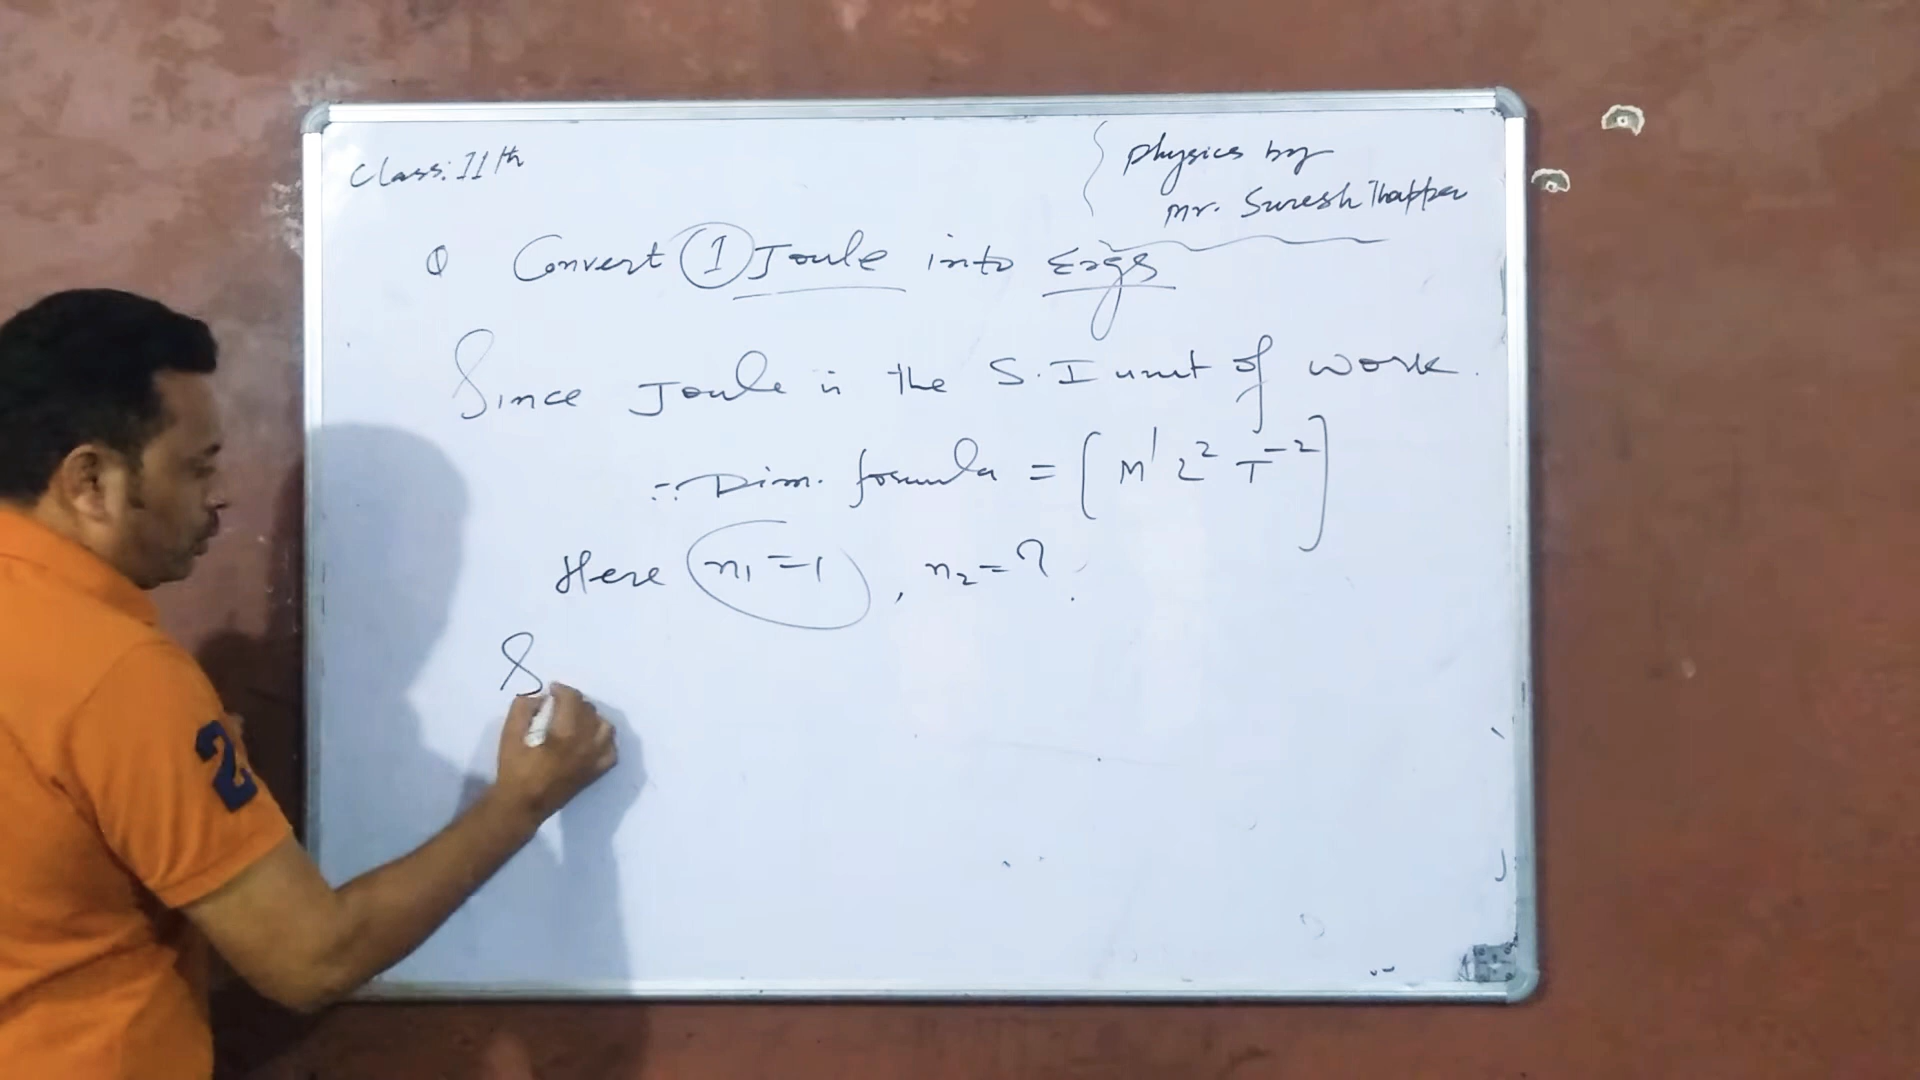 Class: 11th
Physics by
Mr. Suresh Thapper
Q Convert 1 Joule into Ergs
Since Joule is the S.I unit of work.
∴ Dim. formula = [M¹ L² T⁻²]
Here n₁ = 1, n₂ = ?
S
2